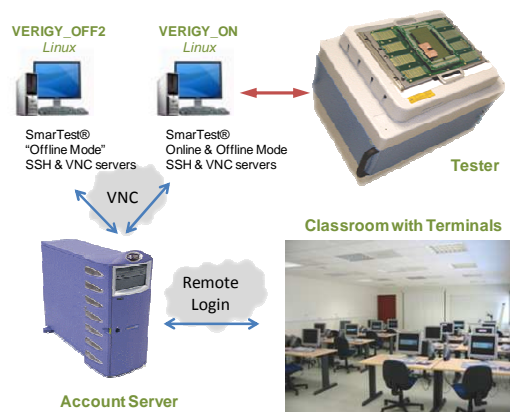 VERIGY_OFF2
Linux
VERIGY_ON
Linux
SmarTest®
“Offline Mode”
SSH & VNC servers
SmarTest®
Online & Offline Mode
SSH & VNC servers
Tester
VNC
Classroom with Terminals
Remote
Login
Account Server